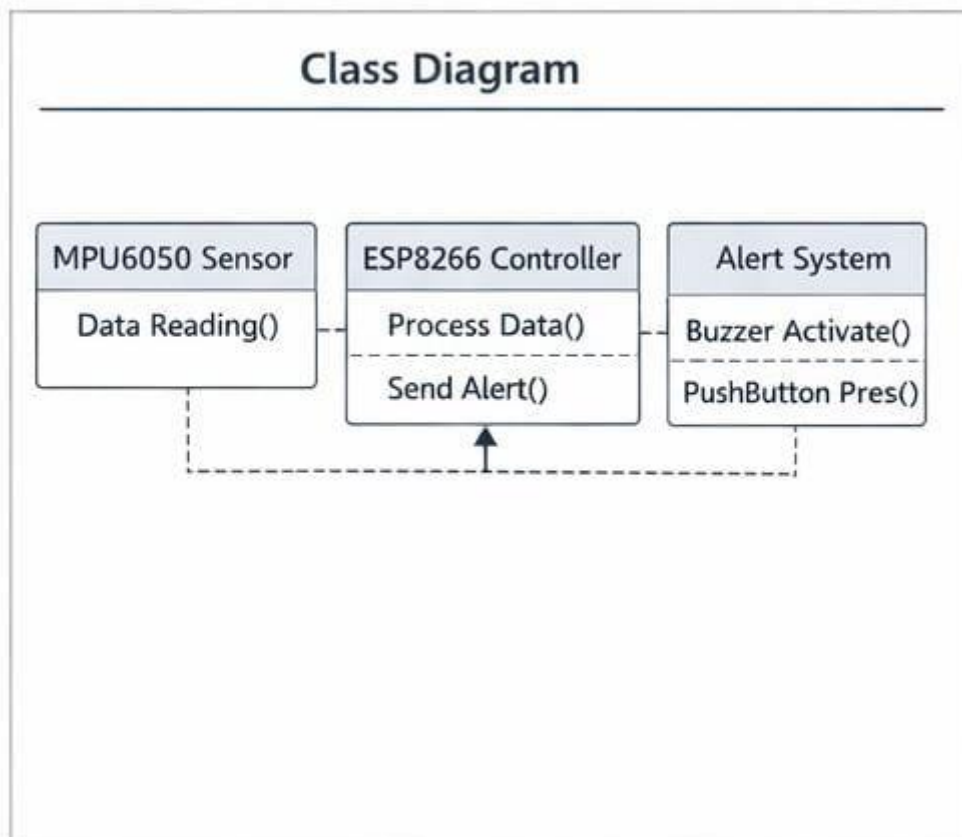 Class Diagram
MPU6050 Sensor
Data Reading()
ESP8266 Controller
Process Data()
Send Alert()
Alert System
Buzzer Activate()
PushButton Pres()